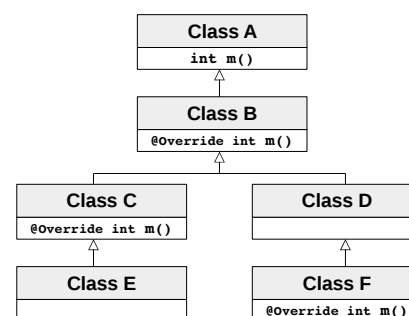 Class A
int m()
Class B
@Override int m()
Class C
Class D
@Override int m()
Class E
Class F
@Override int m()